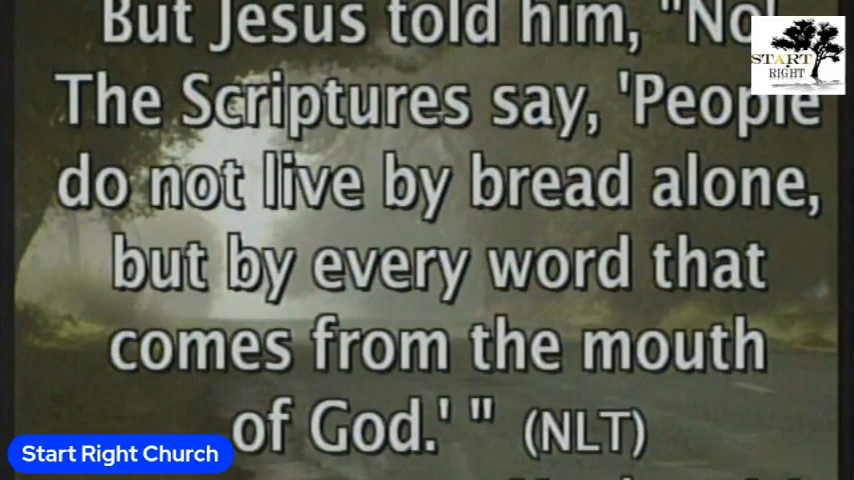 But Jesus told him, "No!
The Scriptures say, 'People
do not live by bread alone,
but by every word that
comes from the mouth
of God.' " (NLT)
START
RIGHT
Start Right Church